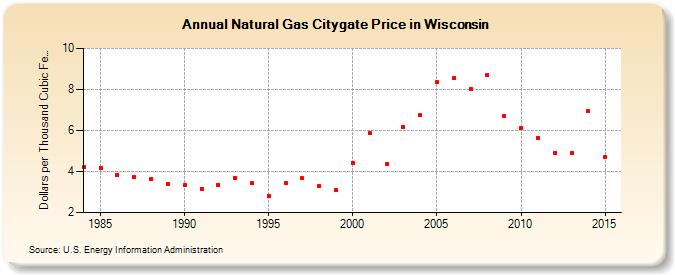 Annual Natural Gas Citygate Price in Wisconsin
Dollars per Thousand Cubic Fe...
10
8
6
4
2
1985 1990 1995 2000 2005 2010 2015
Source: U.S. Energy Information Administration